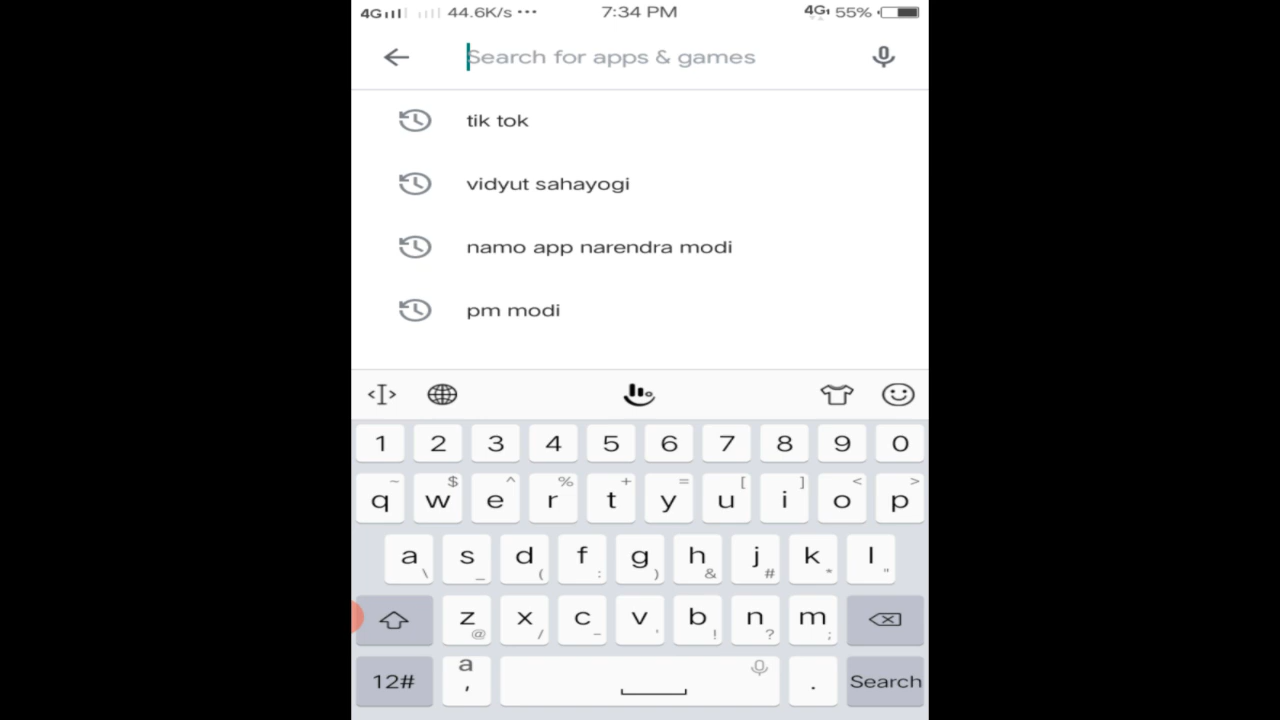 4G 44.6K/s ••• 7:34 PM 4G 55%
Search for apps & games
tik tok
vidyut sahayogi
namo app narendra modi
pm modi
1 2 3 4 5 6 7 8 9 0
~ $ ^ % + = [ ] < >
q w e r t y u i o p
a s d f g h j k l
\ _ ( : ) & # * "
z x c v b n m
@ / - ' ! ? ;
12# a , . Search